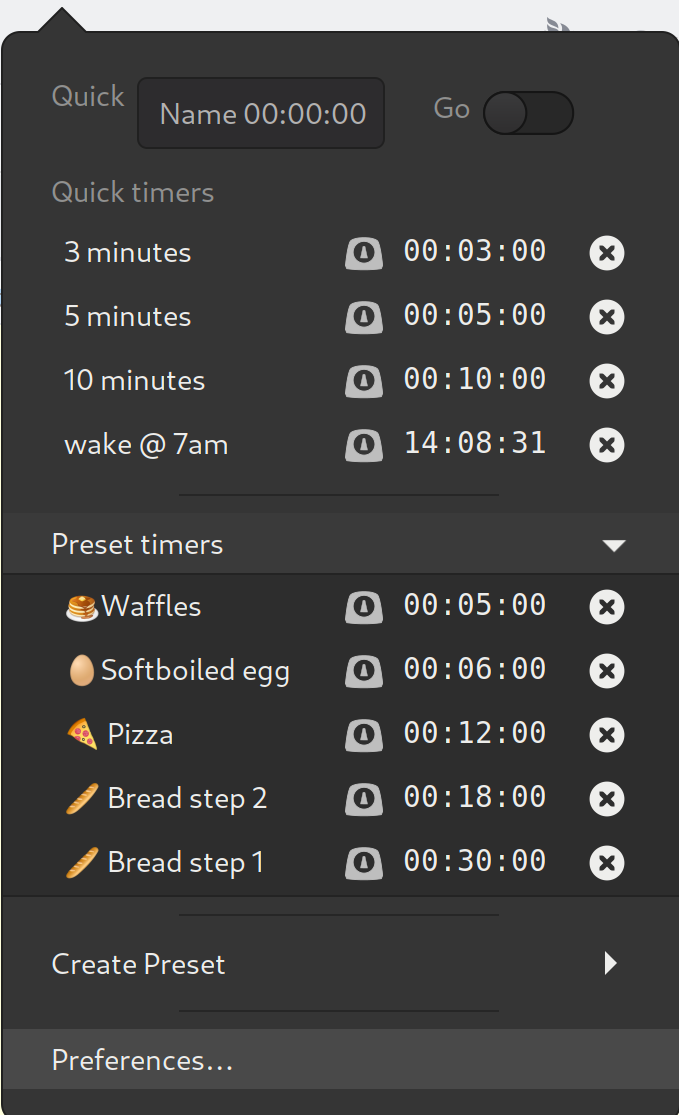 Quick Name 00:00:00 Go
Quick timers
3 minutes 00:03:00
5 minutes 00:05:00
10 minutes 00:10:00
wake @ 7am 14:08:31
Preset timers
🥞Waffles 00:05:00
🥚Softboiled egg 00:06:00
🍕 Pizza 00:12:00
🥖 Bread step 2 00:18:00
🥖 Bread step 1 00:30:00
Create Preset
Preferences...